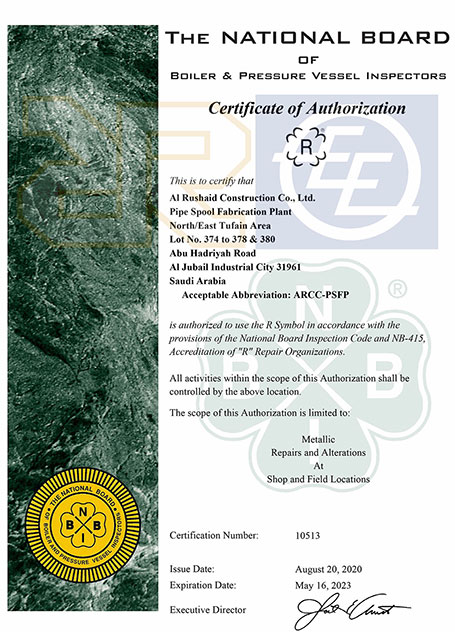 THE NATIONAL BOARD
OF
BOILER & PRESSURE VESSEL INSPECTORS
Certificate of Authorization
R®
This is to certify that
Al Rushaid Construction Co., Ltd.
Pipe Spool Fabrication Plant
North/East Tufain Area
Lot No. 374 to 378 & 380
Abu Hadriyah Road
Al Jubail Industrial City 31961
Saudi Arabia
Acceptable Abbreviation: ARCC-PSFP
is authorized to use the R Symbol in accordance with the
provisions of the National Board Inspection Code and NB-415,
Accreditation of "R" Repair Organizations.
All activities within the scope of this Authorization shall be
controlled by the above location.
The scope of this Authorization is limited to:
Metallic
Repairs and Alterations
At
Shop and Field Locations
Certification Number: 10513
Issue Date: August 20, 2020
Expiration Date: May 16, 2023
Executive Director
THE NATIONAL BOARD
OF BOILER AND PRESSURE VESSEL INSPECTORS
N
B B
I
N
B B
I
®